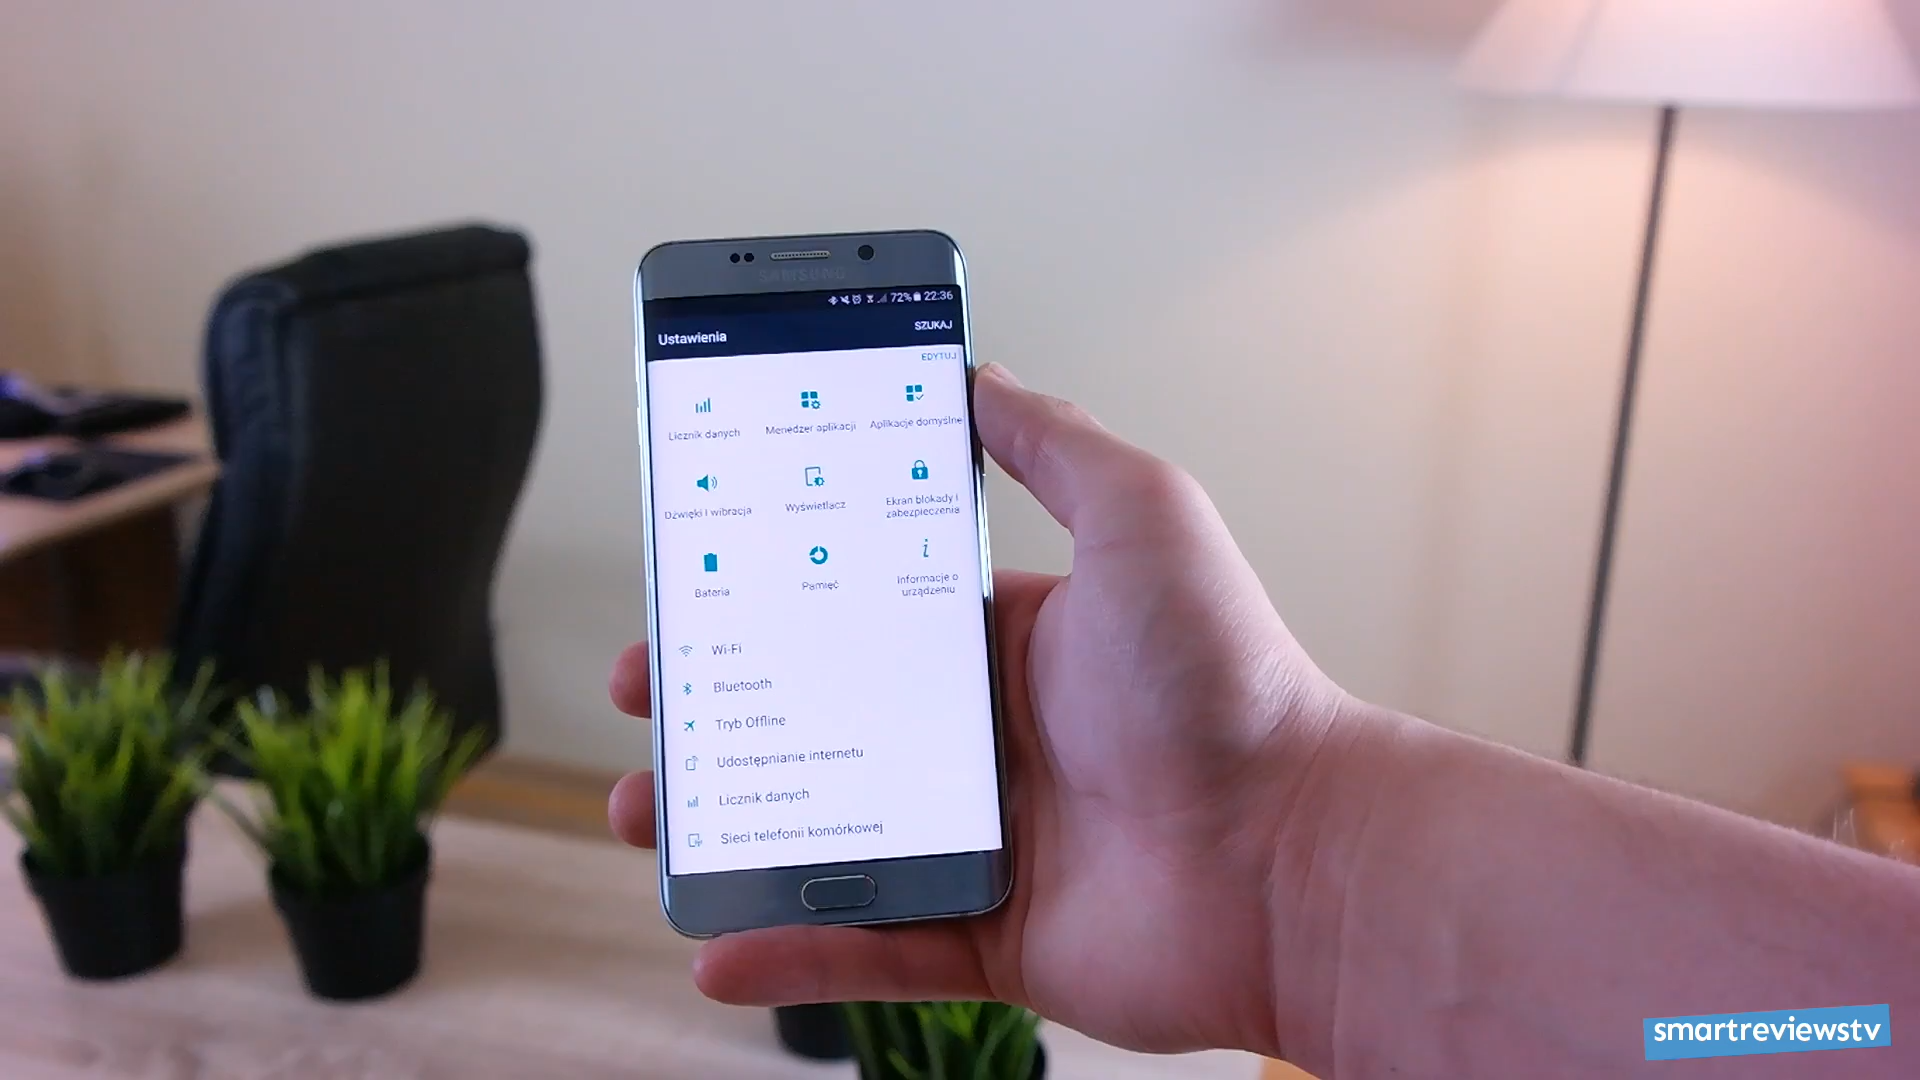 SAMSUNG
72% 22:36
Ustawienia
SZUKAJ
EDYTUJ
Licznik danych
Menedżer aplikacji
Aplikacje domyślne
Dźwięki i wibracja
Wyświetlacz
Ekran blokady i
zabezpieczenia
Bateria
Pamięć
Informacje o
urządzeniu
Wi-Fi
Bluetooth
Tryb Offline
Udostępnianie internetu
Licznik danych
Sieci telefonii komórkowej
smartreviewstv